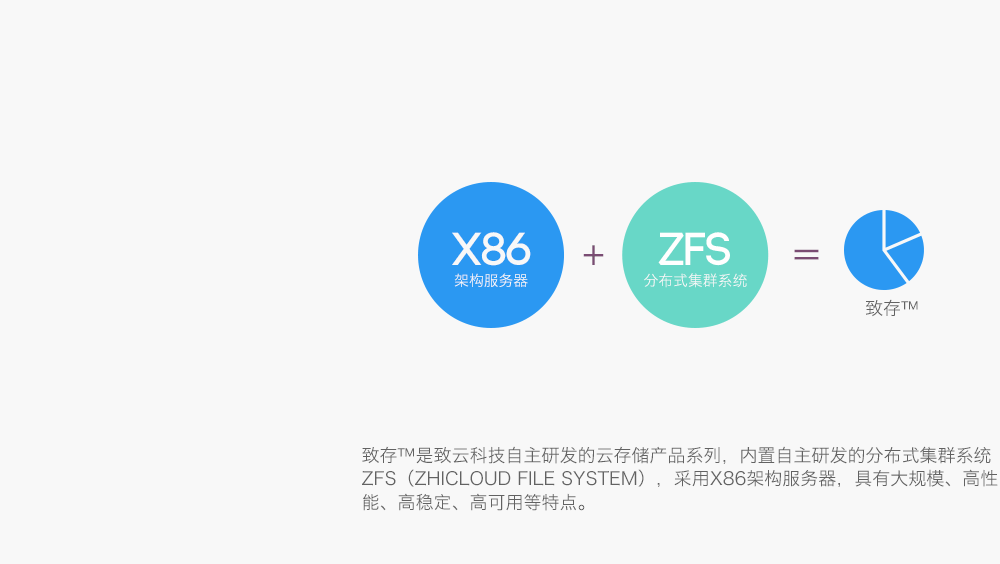 X86
架构服务器
+
ZFS
分布式集群系统
=
致存™
致存™是致云科技自主研发的云存储产品系列，内置自主研发的分布式集群系统
ZFS（ZHICLOUD FILE SYSTEM），采用X86架构服务器，具有大规模、高性
能、高稳定、高可用等特点。